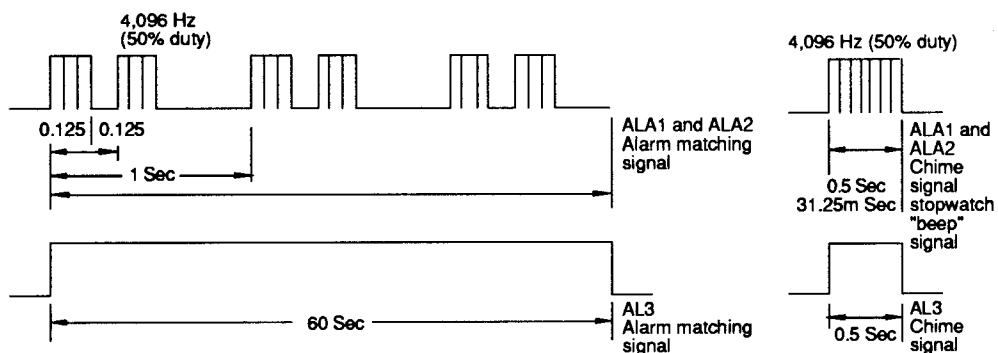 4,096 Hz
(50% duty)
0.125
0.125
1 Sec
ALA1 and ALA2
Alarm matching
signal
60 Sec
AL3
Alarm matching
signal
4,096 Hz (50% duty)
0.5 Sec
31.25m Sec
ALA1 and
ALA2
Chime
signal
stopwatch
"beep"
signal
0.5 Sec
AL3
Chime
signal